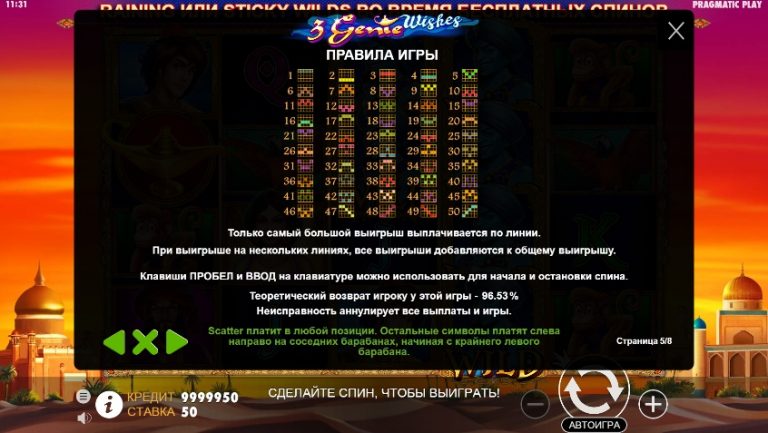 11:31
RAINING ИЛИ STICKY WILDS ВО ВРЕМЯ БЕСПЛАТНЫХ СПИНОВ
PRAGMATIC PLAY
3 Genie Wishes
ПРАВИЛА ИГРЫ
1 2 3 4 5
6 7 8 9 10
11 12 13 14 15
16 17 18 19 20
21 22 23 24 25
26 27 28 29 30
31 32 33 34 35
36 37 38 39 40
41 42 43 44 45
46 47 48 49 50
Только самый большой выигрыш выплачивается по линии.
При выигрыше на нескольких линиях, все выигрыши добавляются к общему выигрышу.
Клавиши ПРОБЕЛ и ВВОД на клавиатуре можно использовать для начала и остановки спина.
Теоретический возврат игроку у этой игры - 96.53%
Неисправность аннулирует все выплаты и игры.
Scatter платит в любой позиции. Остальные символы платят слева
направо на соседних барабанах, начиная с крайнего левого
барабана.
Страница 5/8
WILD
КРЕДИТ 9999950
СТАВКА 50
СДЕЛАЙТЕ СПИН, ЧТОБЫ ВЫИГРАТЬ!
АВТОИГРА